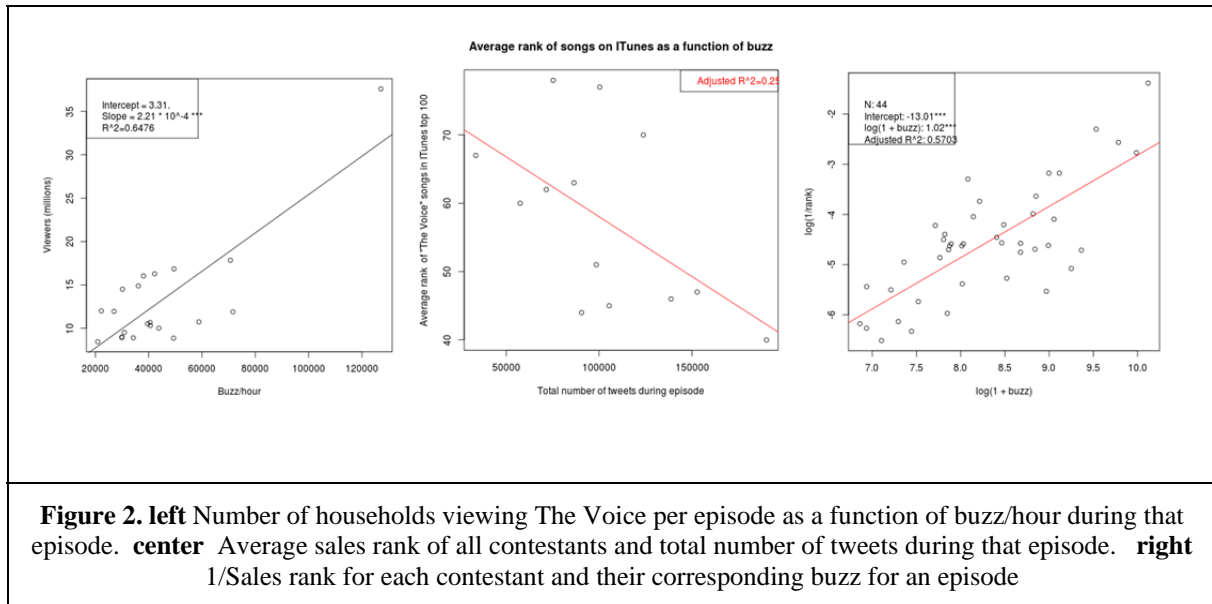 Average rank of songs on ITunes as a function of buzz
Intercept = 3.31.
Slope = 2.21 * 10^-4 ***
R^2=0.6476
Viewers (millions)
35
30
25
20
15
10
20000 40000 60000 80000 100000 120000
Buzz/hour
Adjusted R^2=0.25
Average rank of "The Voice" songs in ITunes top 100
70
60
50
40
50000 100000 150000
Total number of tweets during episode
N: 44
Intercept: -13.01***
log(1 + buzz): 1.02***
Adjusted R^2: 0.5703
log(1/rank)
-2
-3
-4
-5
-6
7.0 7.5 8.0 8.5 9.0 9.5 10.0
log(1 + buzz)
Figure 2. left Number of households viewing The Voice per episode as a function of buzz/hour during that
episode. center Average sales rank of all contestants and total number of tweets during that episode. right
1/Sales rank for each contestant and their corresponding buzz for an episode